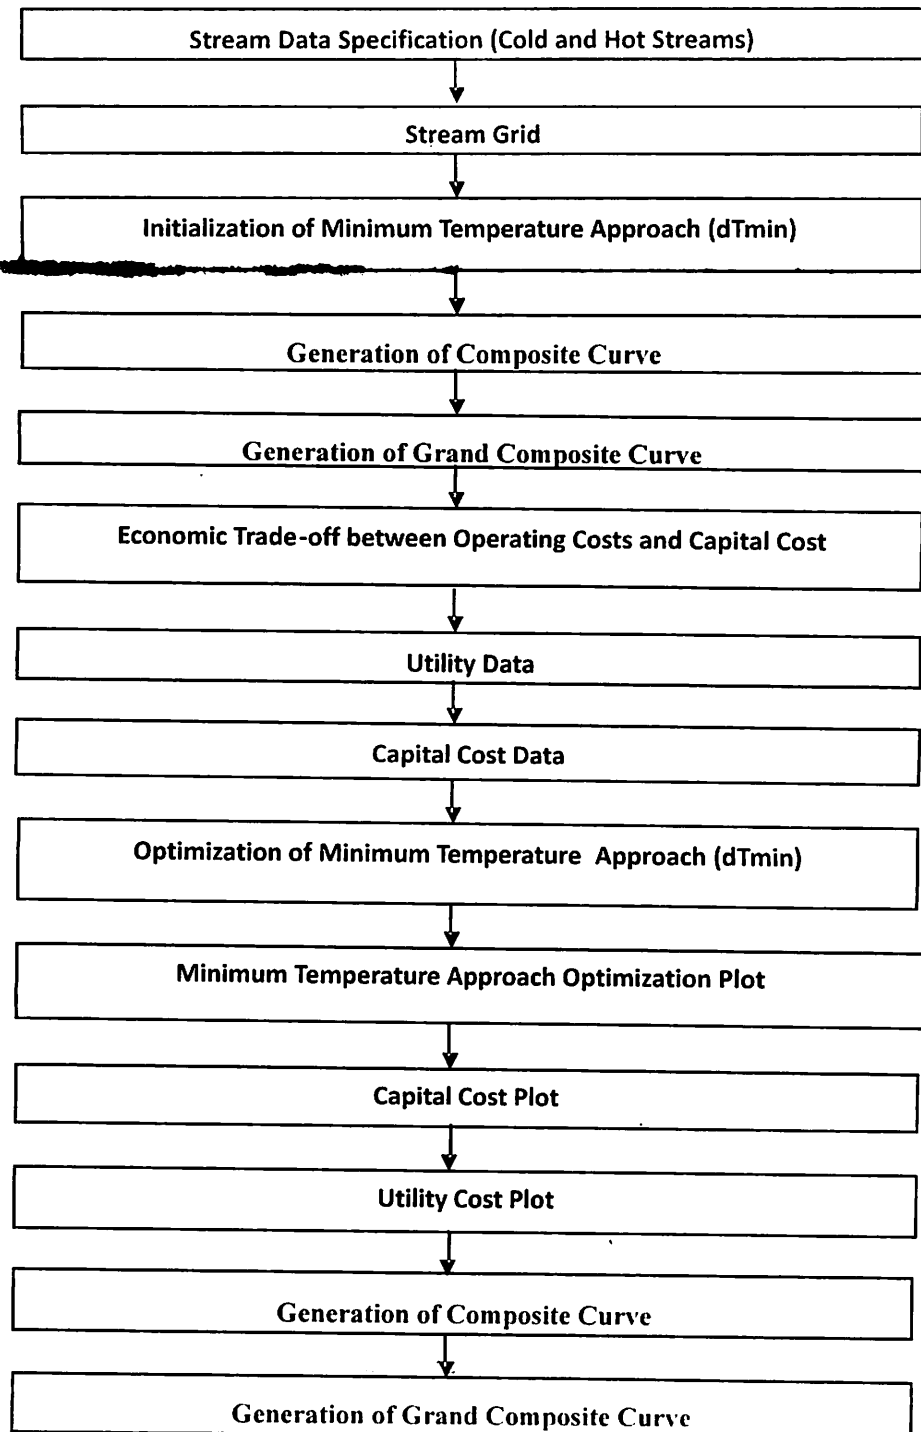 Stream Data Specification (Cold and Hot Streams)
Stream Grid
Initialization of Minimum Temperature Approach (dTmin)
Generation of Composite Curve
Generation of Grand Composite Curve
Economic Trade-off between Operating Costs and Capital Cost
Utility Data
Capital Cost Data
Optimization of Minimum Temperature Approach (dTmin)
Minimum Temperature Approach Optimization Plot
Capital Cost Plot
Utility Cost Plot
Generation of Composite Curve
Generation of Grand Composite Curve